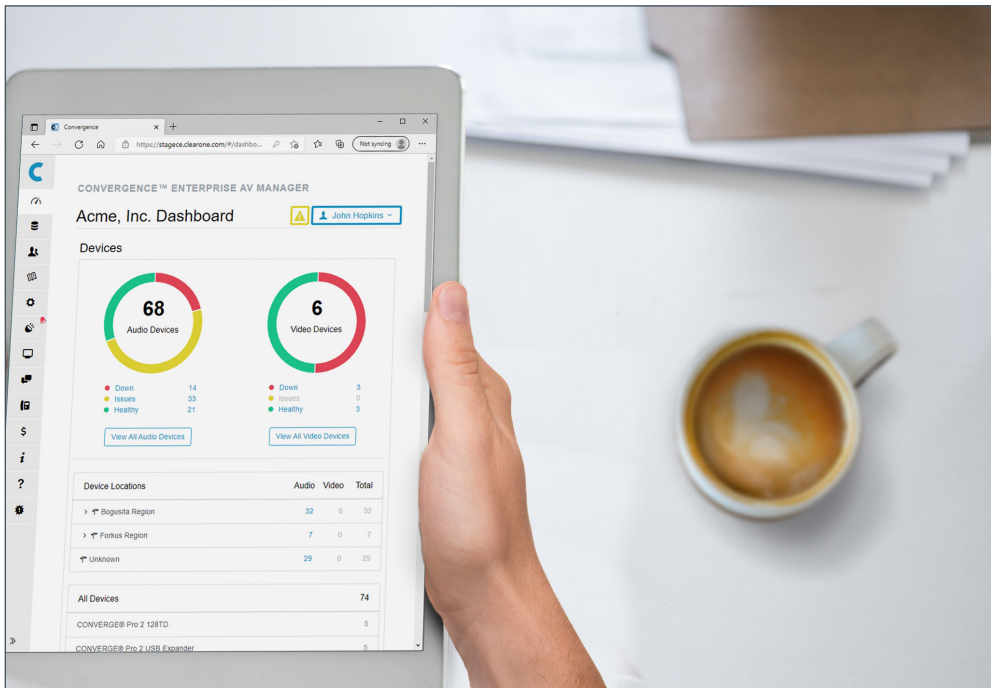 Convergence
https://stagece.clearone.com/#/dashbo...
Not syncing
CONVERGENCE™ ENTERPRISE AV MANAGER
Acme, Inc. Dashboard
John Hopkins
Devices
68
Audio Devices
6
Video Devices
Down 14
Issues 33
Healthy 21
Down 3
Issues 0
Healthy 3
View All Audio Devices
View All Video Devices
Device Locations Audio Video Total
Bogusita Region 32 0 32
Forkus Region 7 0 7
Unknown 29 0 29
All Devices 74
CONVERGE® Pro 2 128TD 5
CONVERGE® Pro 2 USB Expander 5